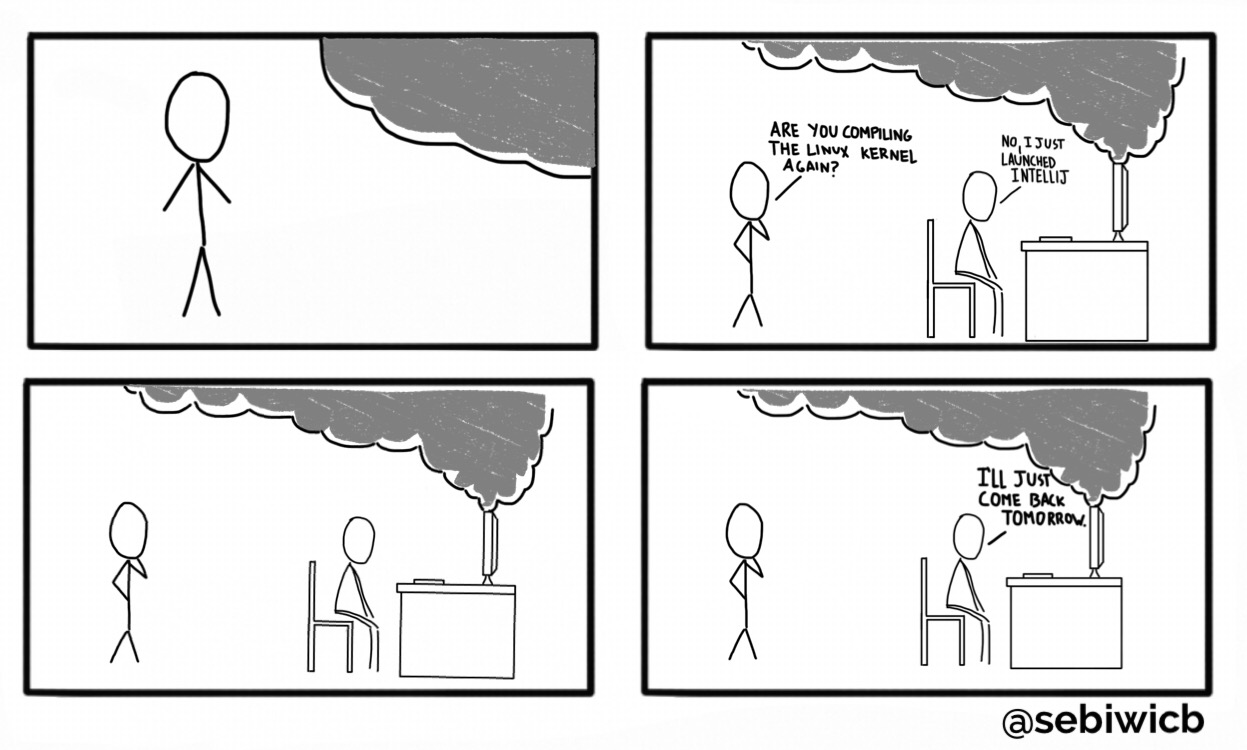 ARE YOU COMPILING
THE LINUX KERNEL
AGAIN?
NO, I JUST
LAUNCHED
INTELLIJ
I'LL JUST
COME BACK
TOMORROW.
@sebiwicb